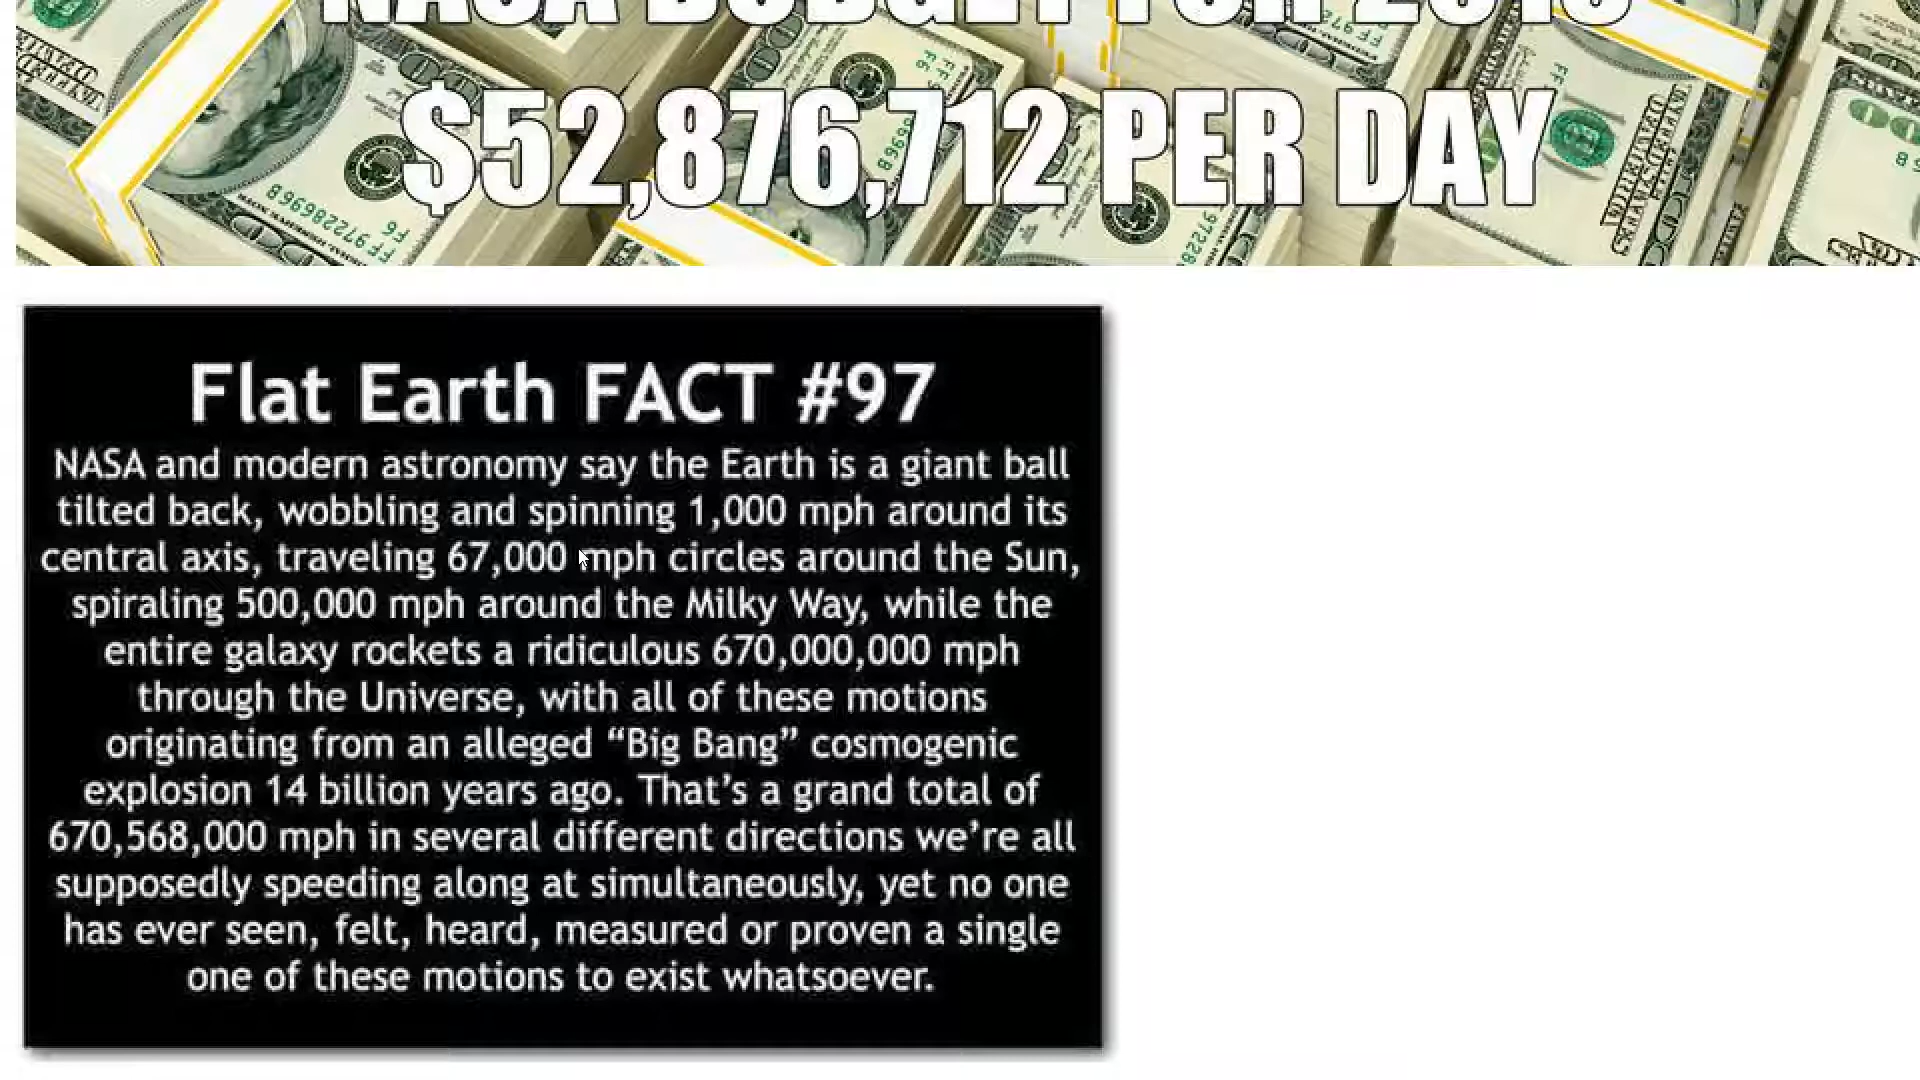 NASA BUDGET FOR 2016
$52,876,712 PER DAY
Flat Earth FACT #97
NASA and modern astronomy say the Earth is a giant ball
tilted back, wobbling and spinning 1,000 mph around its
central axis, traveling 67,000 mph circles around the Sun,
spiraling 500,000 mph around the Milky Way, while the
entire galaxy rockets a ridiculous 670,000,000 mph
through the Universe, with all of these motions
originating from an alleged “Big Bang” cosmogenic
explosion 14 billion years ago. That’s a grand total of
670,568,000 mph in several different directions we’re all
supposedly speeding along at simultaneously, yet no one
has ever seen, felt, heard, measured or proven a single
one of these motions to exist whatsoever.